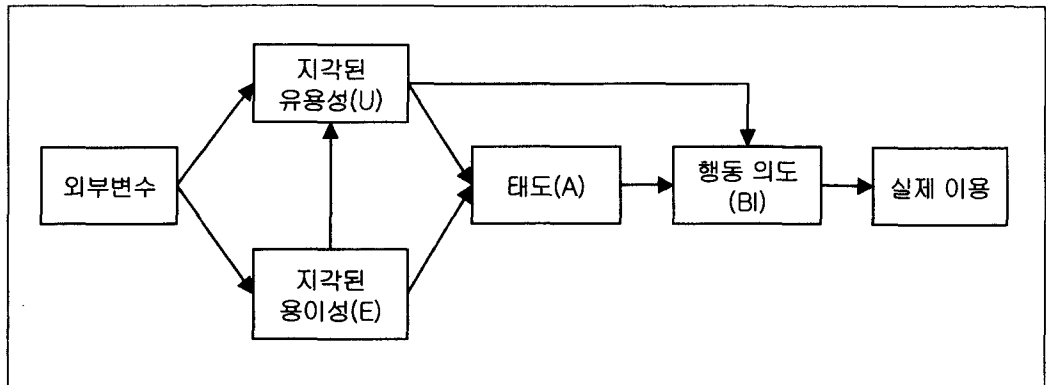 지각된
유용성(U)
외부변수
태도(A)
행동 의도
(BI)
실제 이용
지각된
용이성(E)